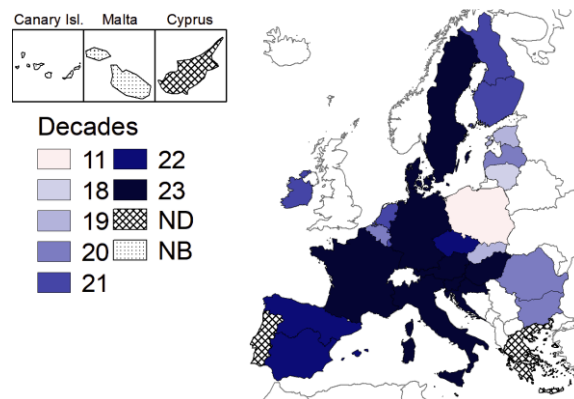 Canary Isl. Malta Cyprus
Decades
11 22
18 23
19 ND
20 NB
21